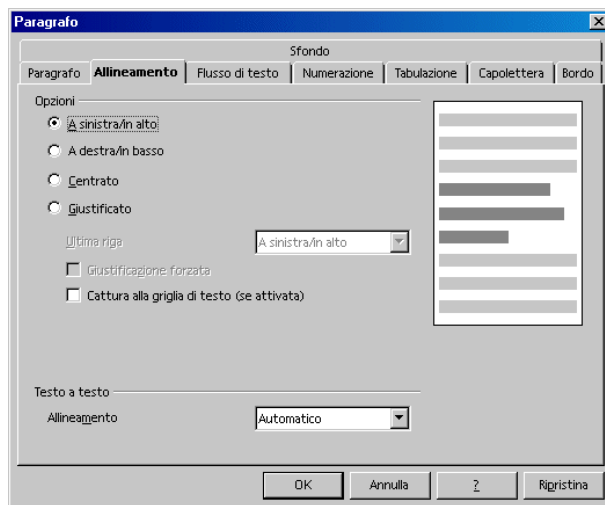 Paragrafo
Sfondo
Paragrafo Allineamento Flusso di testo Numerazione Tabulazione Capolettera Bordo
Opzioni
A sinistra/in alto
A destra/in basso
Centrato
Giustificato
Ultima riga A sinistra/in alto
Giustificazione forzata
Cattura alla griglia di testo (se attivata)
Testo a testo
Allineamento Automatico
OK Annulla ? Ripristina